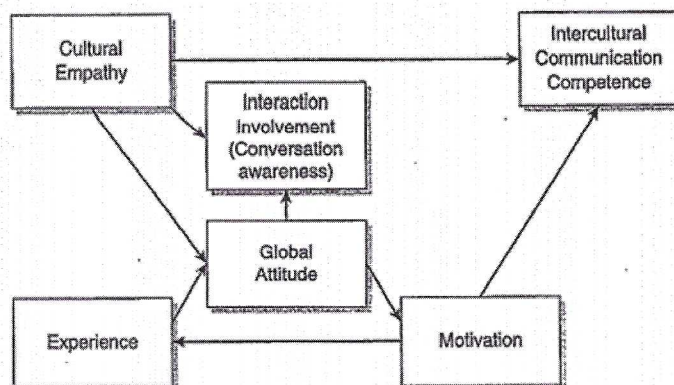 Cultural
Empathy
Intercultural
Communication
Competence
Interaction
Involvement
(Conversation
awareness)
Global
Attitude
Experience
Motivation